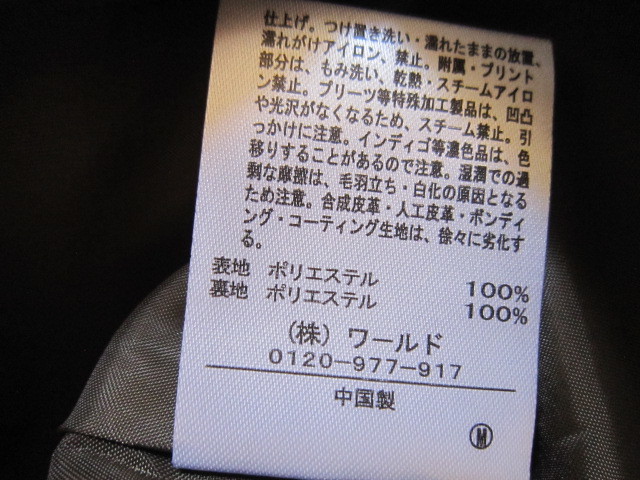 仕上げ。つけ置き洗い・濡れたままの放置、
濡れがけアイロン、禁止。附属・プリント
部分は、もみ洗い、乾熱・スチームアイロ
ン禁止。プリーツ等特殊加工製品は、凹凸
や光沢がなくなるため、スチーム禁止。引
っかけに注意。インディゴ等濃色品は、色
移りすることがあるので注意。湿潤での過
剰な摩擦は、毛羽立ち・白化の原因となる
ため注意。合成皮革・人工皮革・ボンディ
ング・コーティング生地は、徐々に劣化す
る。
表地 ポリエステル 100%
裏地 ポリエステル 100%
(株) ワールド
0120-977-917
中国製
M